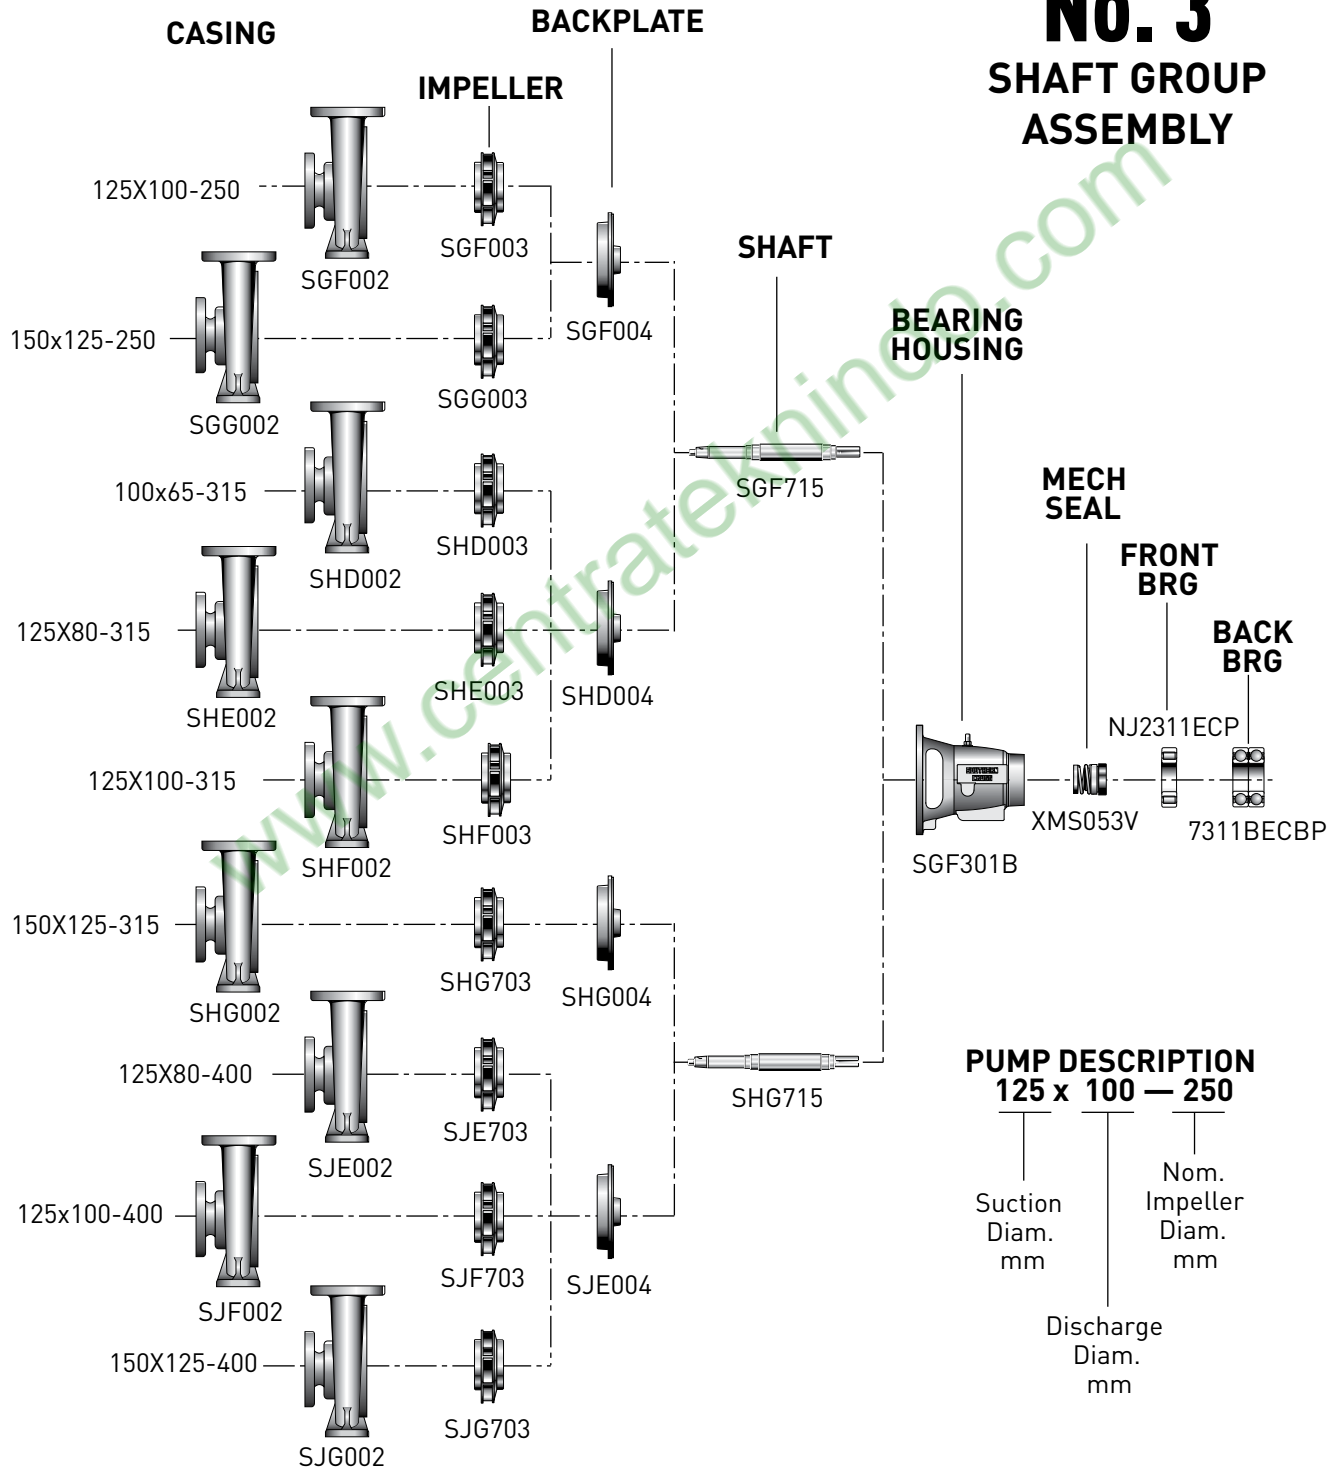 No. 3
SHAFT GROUP
ASSEMBLY
CASING
BACKPLATE
IMPELLER
125X100-250
SGF002
SGF003
SGF004
150x125-250
SGG002
SGG003
SHAFT
SGF715
100x65-315
SHD002
SHD003
125X80-315
SHE002
SHE003
SHD004
125X100-315
SHF002
SHF003
150X125-315
SHG002
SHG703
SHG004
SHG715
125X80-400
SJE002
SJE703
125x100-400
SJF002
SJF703
SJE004
150X125-400
SJG002
SJG703
BEARING
HOUSING
SOUTHERN
CROSS
SGF301B
MECH
SEAL
XMS053V
FRONT
BRG
NJ2311ECP
BACK
BRG
7311BECBP
PUMP DESCRIPTION
125 x 100 — 250
Suction
Diam.
mm
Discharge
Diam.
mm
Nom.
Impeller
Diam.
mm
www.centrateknindo.com